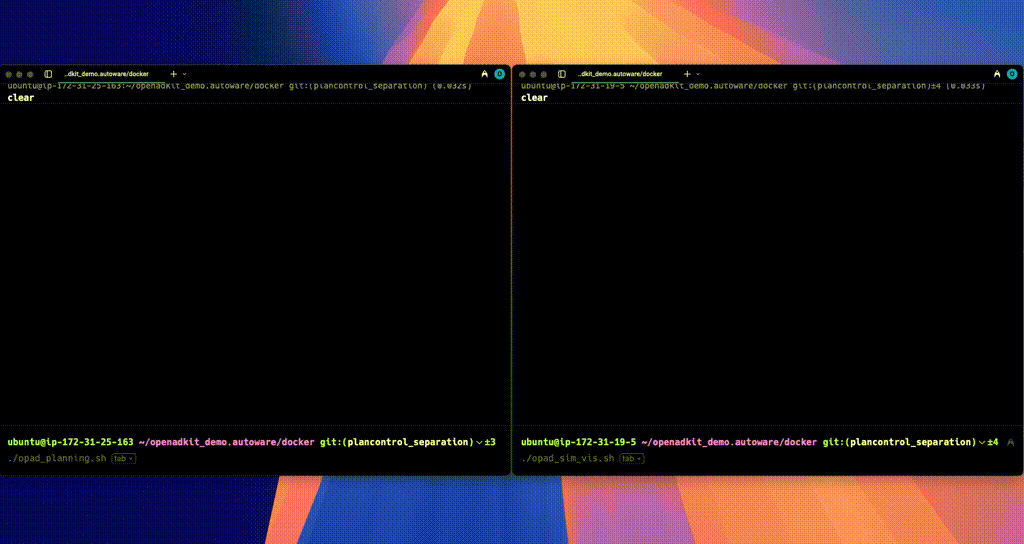 ..dkit_demo.autoware/docker
ubuntu@ip-172-31-25-163:~/openadkit_demo.autoware/docker git:(plancontrol_separation) (0.032s)
clear
ubuntu@ip-172-31-25-163 ~/openadkit_demo.autoware/docker git:(plancontrol_separation) ±3
./opad_planning.sh tab
..dkit_demo.autoware/docker
ubuntu@ip-172-31-19-5:~/openadkit_demo.autoware/docker git:(plancontrol_separation)±4 (0.033s)
clear
ubuntu@ip-172-31-19-5 ~/openadkit_demo.autoware/docker git:(plancontrol_separation) ±4
./opad_sim_vis.sh tab